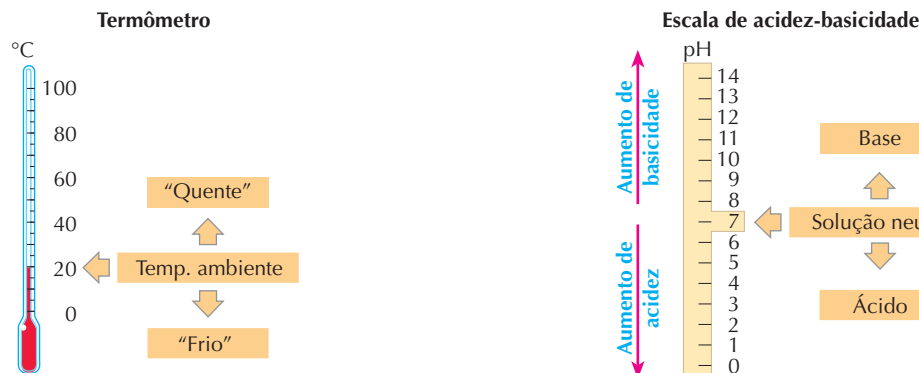 Termômetro
°C
100
80
60
40
20
0
“Quente”
Temp. ambiente
“Frio”
Escala de acidez-basicidade
pH
14
13
12
11
10
9
8
7
6
5
4
3
2
1
0
Aumento de
basicidade
Aumento de
acidez
Base
Solução neu
Ácido